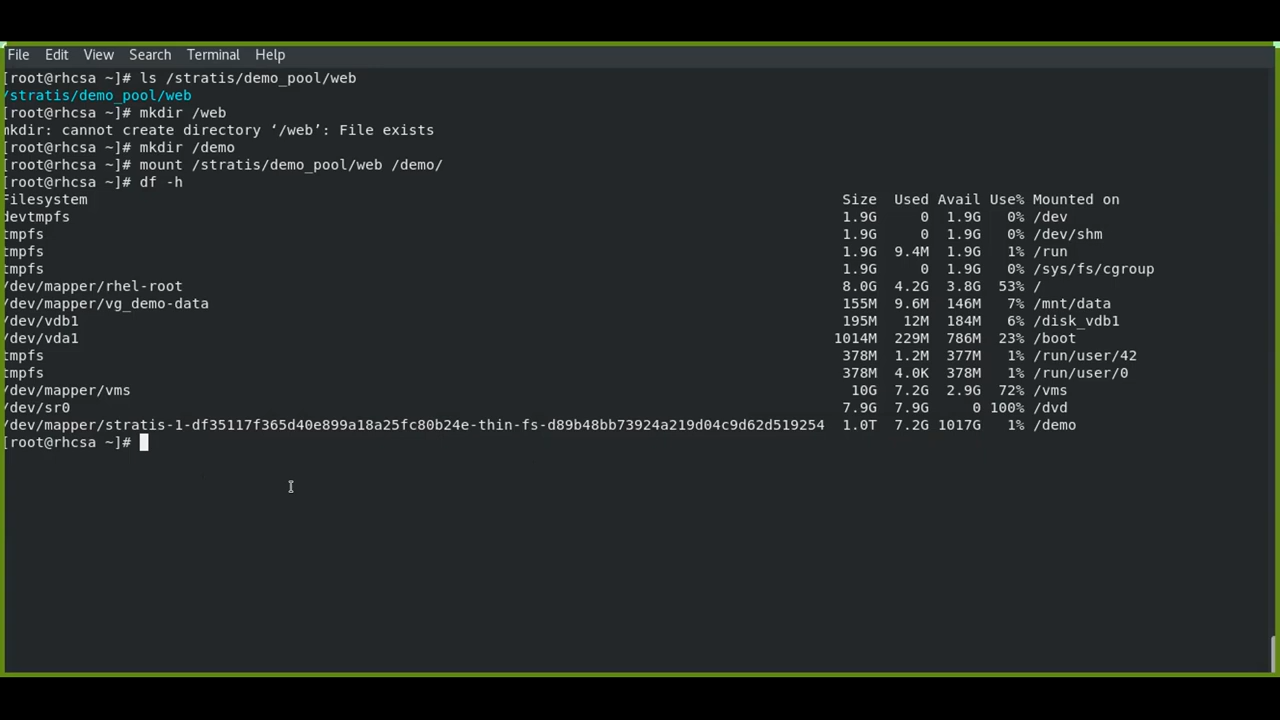 File Edit View Search Terminal Help
[root@rhcsa ~]# ls /stratis/demo_pool/web
/stratis/demo_pool/web
[root@rhcsa ~]# mkdir /web
mkdir: cannot create directory ‘/web’: File exists
[root@rhcsa ~]# mkdir /demo
[root@rhcsa ~]# mount /stratis/demo_pool/web /demo/
[root@rhcsa ~]# df -h
Filesystem Size Used Avail Use% Mounted on
devtmpfs 1.9G 0 1.9G 0% /dev
tmpfs 1.9G 0 1.9G 0% /dev/shm
tmpfs 1.9G 9.4M 1.9G 1% /run
tmpfs 1.9G 0 1.9G 0% /sys/fs/cgroup
/dev/mapper/rhel-root 8.0G 4.2G 3.8G 53% /
/dev/mapper/vg_demo-data 155M 9.6M 146M 7% /mnt/data
/dev/vdb1 195M 12M 184M 6% /disk_vdb1
/dev/vda1 1014M 229M 786M 23% /boot
tmpfs 378M 1.2M 377M 1% /run/user/42
tmpfs 378M 4.0K 378M 1% /run/user/0
/dev/mapper/vms 10G 7.2G 2.9G 72% /vms
/dev/sr0 7.9G 7.9G 0 100% /dvd
/dev/mapper/stratis-1-df35117f365d40e899a18a25fc80b24e-thin-fs-d89b48bb73924a219d04c9d62d519254 1.0T 7.2G 1017G 1% /demo
[root@rhcsa ~]#